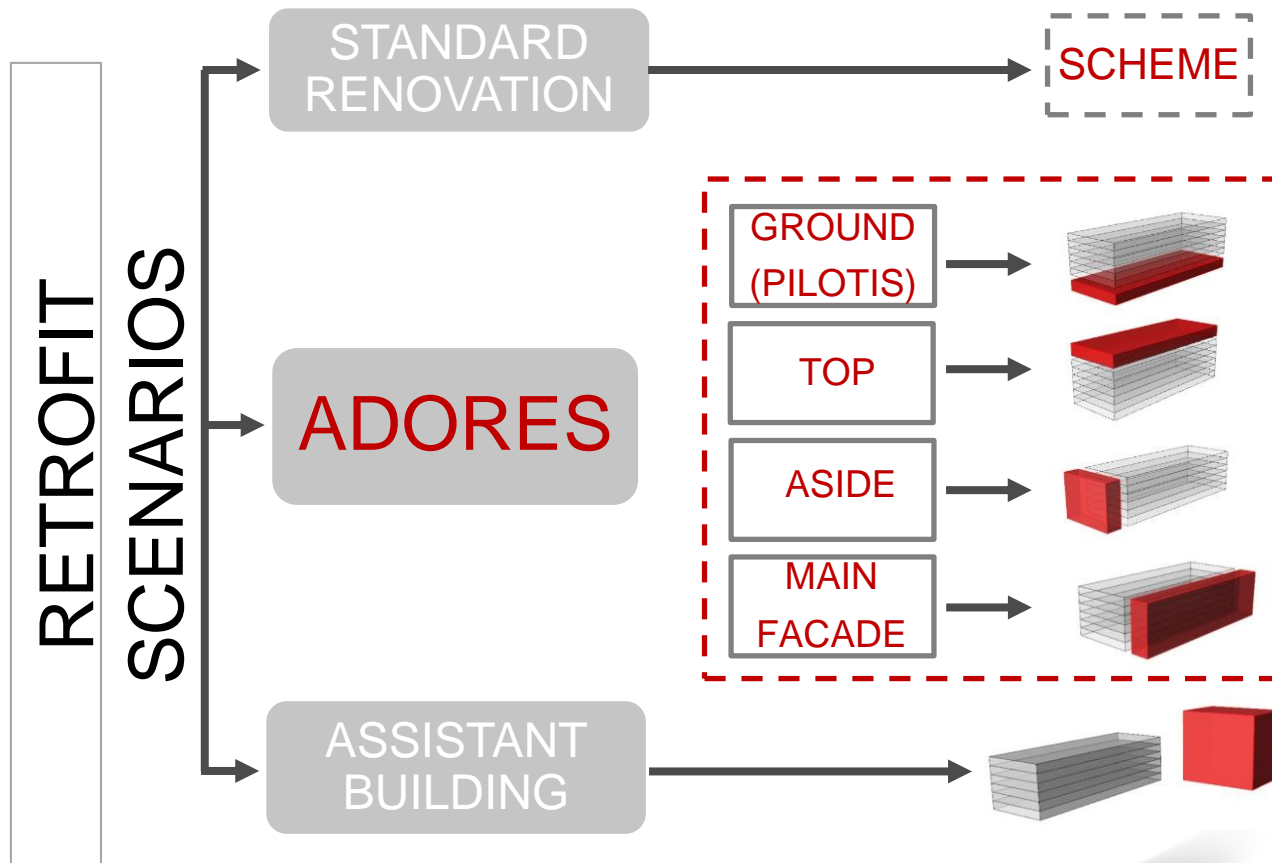 RETROFIT
SCENARIOS
STANDARD
RENOVATION
SCHEME
ADORES
GROUND
(PILOTIS)
TOP
ASIDE
MAIN
FACADE
ASSISTANT
BUILDING